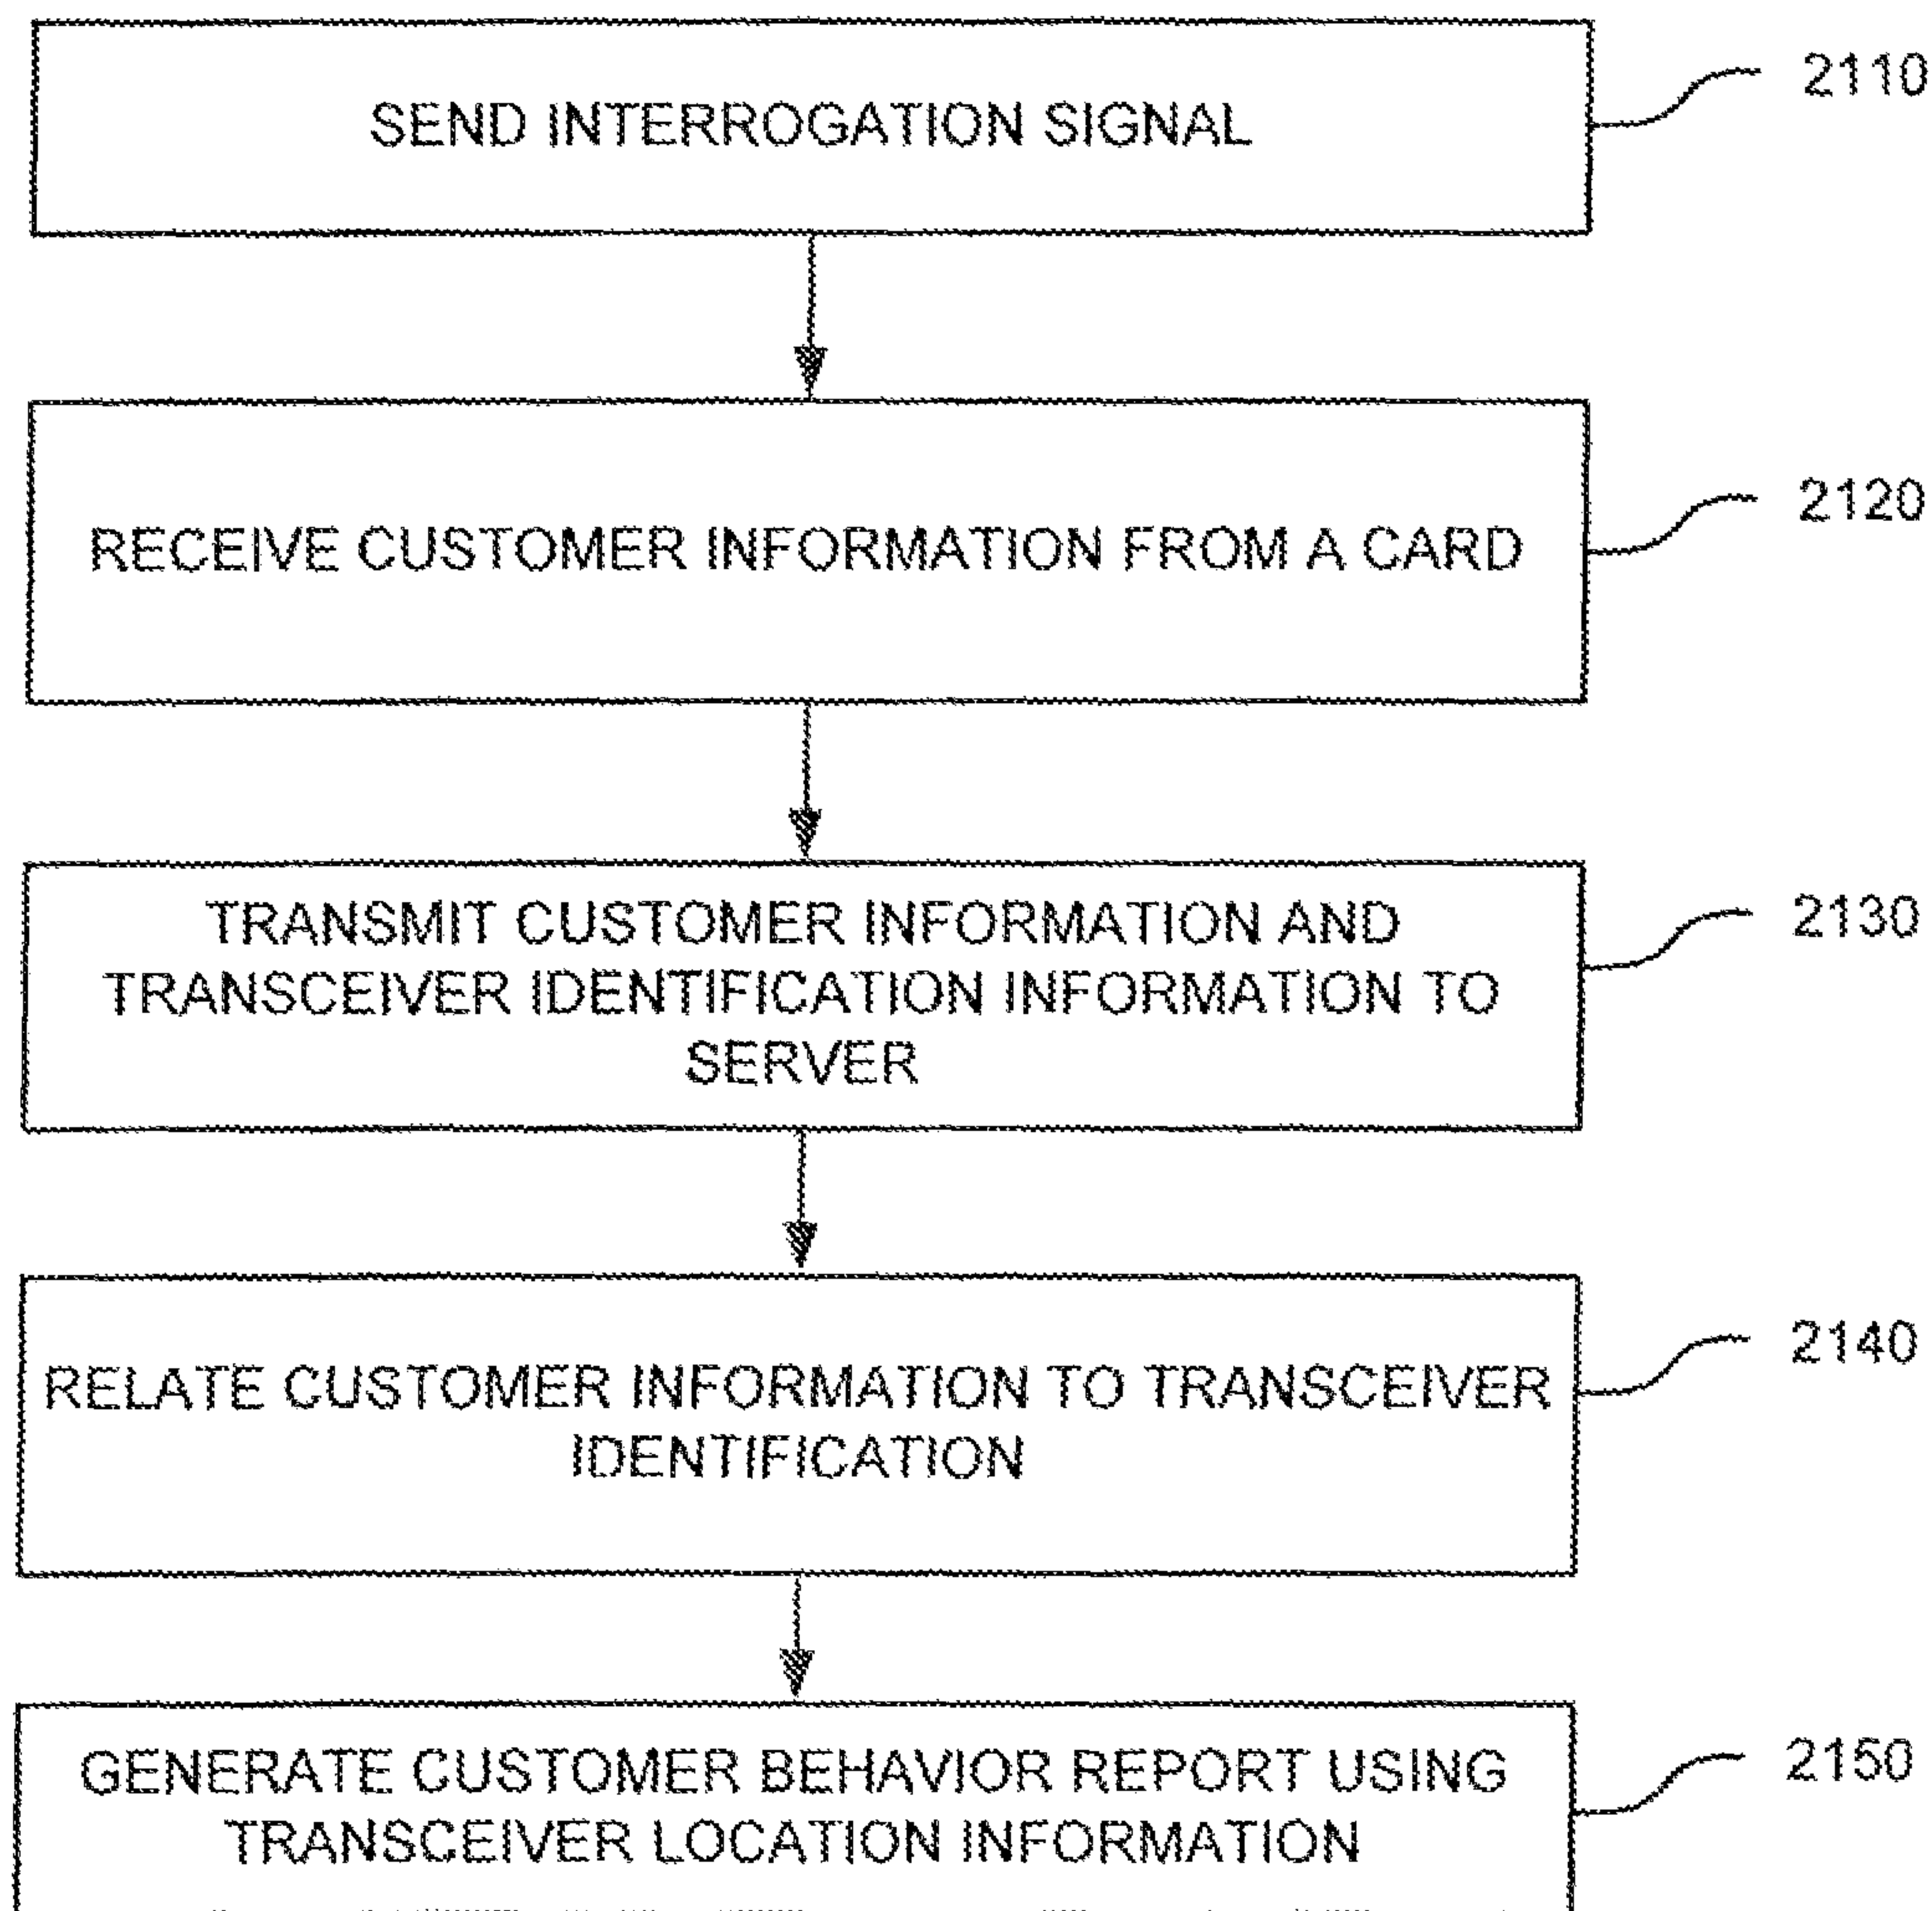 SEND INTERROGATION SIGNAL
2110
RECEIVE CUSTOMER INFORMATION FROM A CARD
2120
TRANSMIT CUSTOMER INFORMATION AND
TRANSCEIVER IDENTIFICATION INFORMATION TO
SERVER
2130
RELATE CUSTOMER INFORMATION TO TRANSCEIVER
IDENTIFICATION
2140
GENERATE CUSTOMER BEHAVIOR REPORT USING
TRANSCEIVER LOCATION INFORMATION
2150